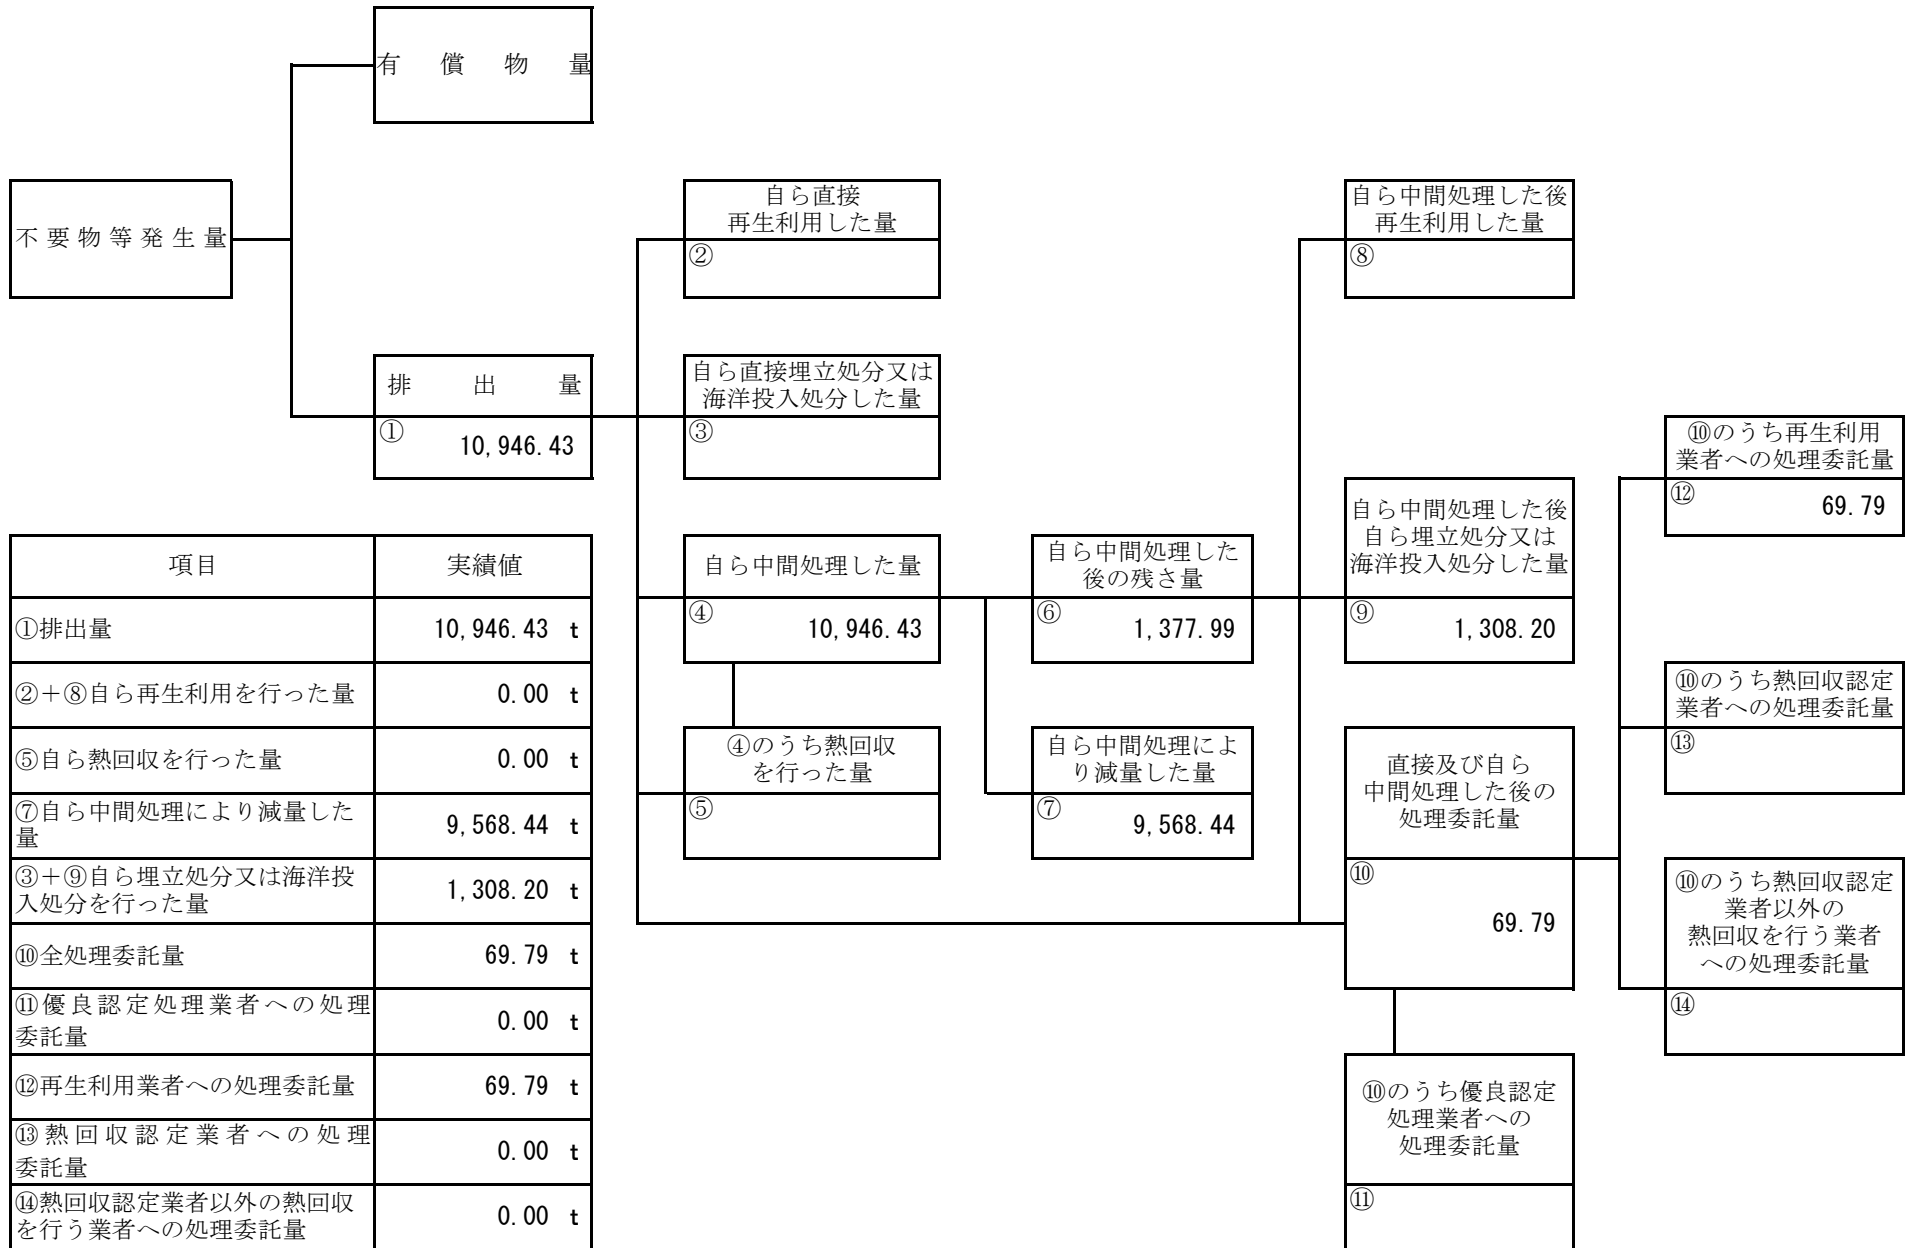 有償物量
不要物等発生量
排出量
① 10,946.43
自ら直接
再生利用した量
②
自ら直接埋立処分又は
海洋投入処分した量
③
自ら中間処理した量
④ 10,946.43
④のうち熱回収
を行った量
⑤
自ら中間処理した
後の残さ量
⑥ 1,377.99
自ら中間処理によ
り減量した量
⑦ 9,568.44
自ら中間処理した後
再生利用した量
⑧
自ら中間処理した後
自ら埋立処分又は
海洋投入処分した量
⑨ 1,308.20
直接及び自ら
中間処理した後の
処理委託量
⑩
69.79
⑩のうち優良認定
処理業者への
処理委託量
⑪
⑩のうち再生利用
業者への処理委託量
⑫ 69.79
⑩のうち熱回収認定
業者への処理委託量
⑬
⑩のうち熱回収認定
業者以外の
熱回収を行う業者
への処理委託量
⑭
項目 実績値
①排出量 10,946.43 t
②+⑧自ら再生利用を行った量 0.00 t
⑤自ら熱回収を行った量 0.00 t
⑦自ら中間処理により減量した
量 9,568.44 t
③+⑨自ら埋立処分又は海洋投
入処分を行った量 1,308.20 t
⑩全処理委託量 69.79 t
⑪優良認定処理業者への処理
委託量 0.00 t
⑫再生利用業者への処理委託量 69.79 t
⑬熱回収認定業者への処理
委託量 0.00 t
⑭熱回収認定業者以外の熱回収
を行う業者への処理委託量 0.00 t